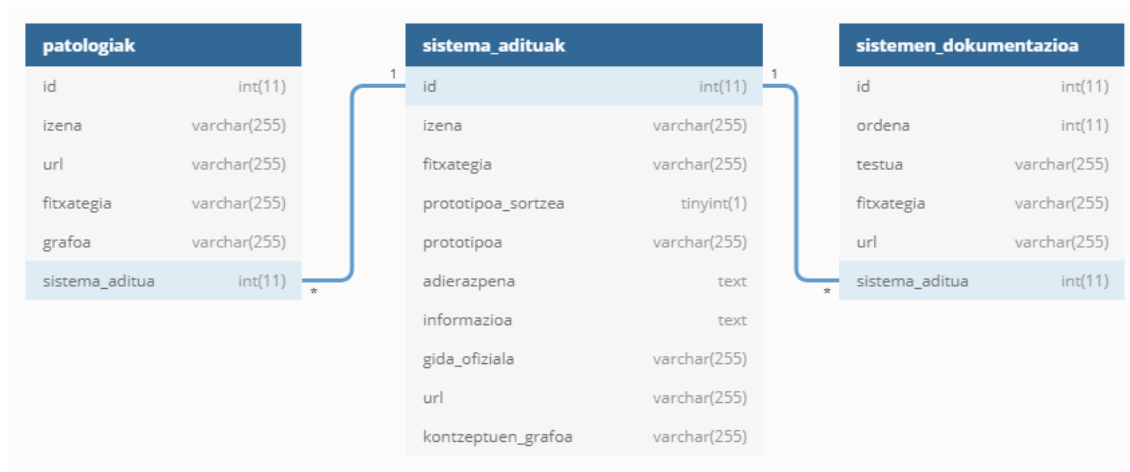 patologiak
id int(11)
izena varchar(255)
url varchar(255)
fitxategia varchar(255)
grafoa varchar(255)
sistema_aditua int(11)
*
1
sistema_adituak
id int(11)
izena varchar(255)
fitxategia varchar(255)
prototipoa_sortzea tinyint(1)
prototipoa varchar(255)
adierazpena text
informazioa text
gida_ofiziala varchar(255)
url varchar(255)
kontzeptuen_grafoa varchar(255)
1
*
sistemen_dokumentazioa
id int(11)
ordena int(11)
testua varchar(255)
fitxategia varchar(255)
url varchar(255)
sistema_aditua int(11)